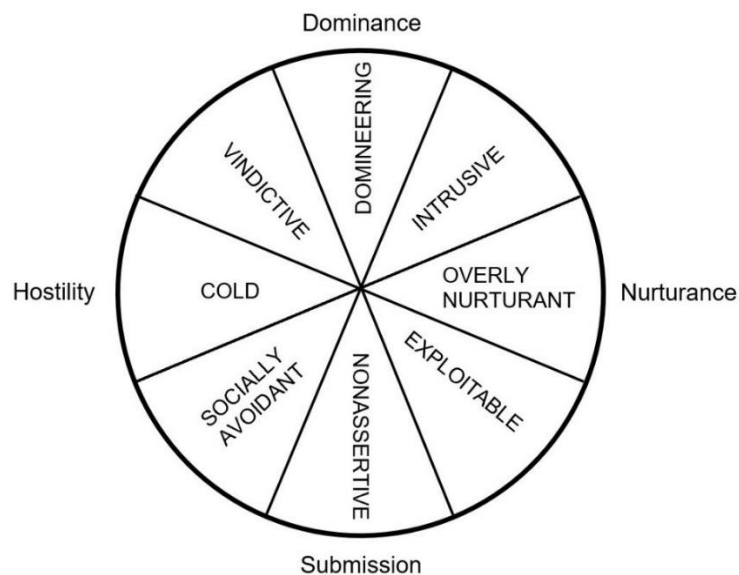 Dominance
DOMINEERING
VINDICTIVE
INTRUSIVE
Hostility
COLD
OVERLY
NURTURANT
Nurturance
SOCIALLY
AVOIDANT
NONASSERTIVE
EXPLOITABLE
Submission